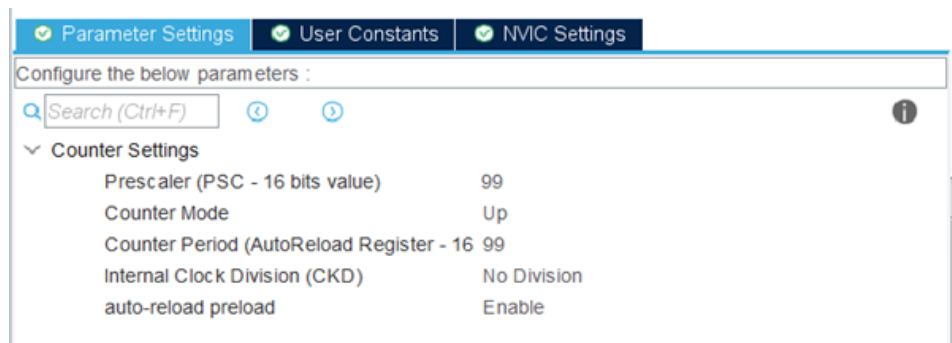 Parameter Settings User Constants NVIC Settings
Configure the below parameters :
Search (Ctrl+F)
Counter Settings
Prescaler (PSC - 16 bits value) 99
Counter Mode Up
Counter Period (AutoReload Register - 16 99
Internal Clock Division (CKD) No Division
auto-reload preload Enable